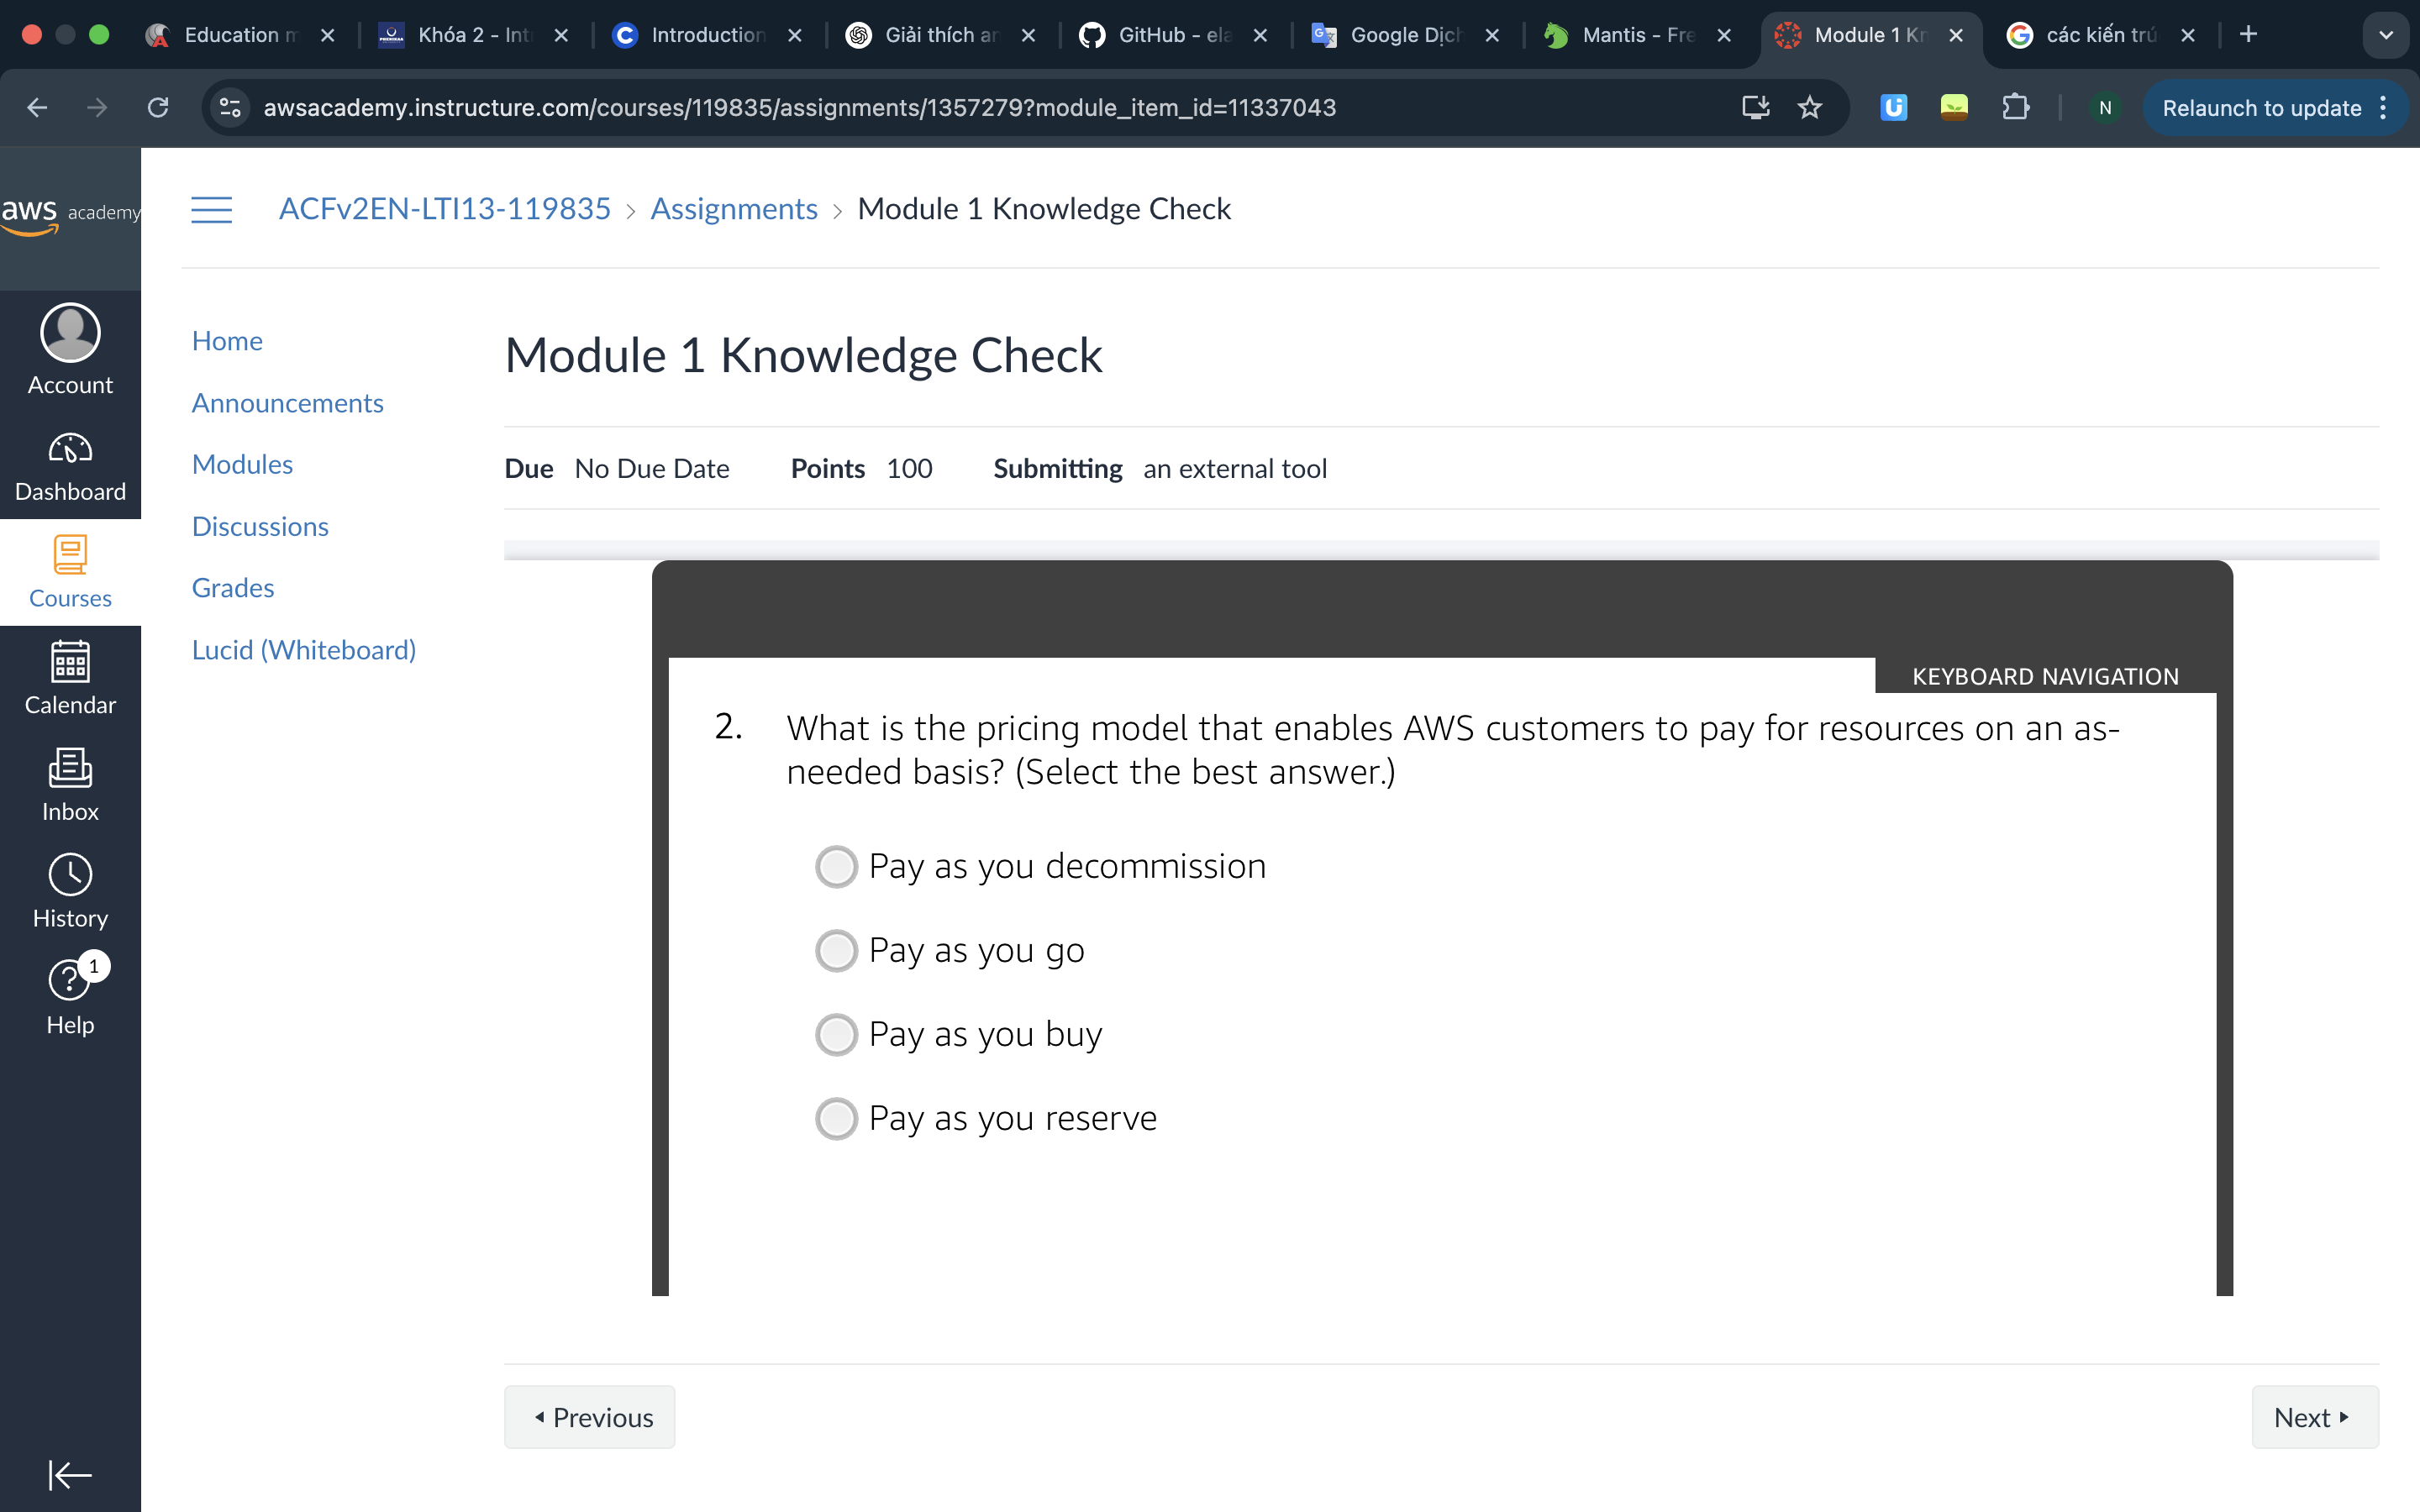 Education m
Khóa 2 - Int
Introduction
Giải thích an
GitHub - ela
Google Dịch
Mantis - Fre
Module 1 Kn
các kiến trú
awsacademy.instructure.com/courses/119835/assignments/1357279?module_item_id=11337043
N
Relaunch to update
aws academy
Account
Dashboard
Courses
Calendar
Inbox
History
1
Help
ACFv2EN-LTI13-119835 > Assignments > Module 1 Knowledge Check
Home
Announcements
Modules
Discussions
Grades
Lucid (Whiteboard)
Module 1 Knowledge Check
Due No Due Date Points 100 Submitting an external tool
KEYBOARD NAVIGATION
2. What is the pricing model that enables AWS customers to pay for resources on an as-
needed basis? (Select the best answer.)
Pay as you decommission
Pay as you go
Pay as you buy
Pay as you reserve
Previous
Next